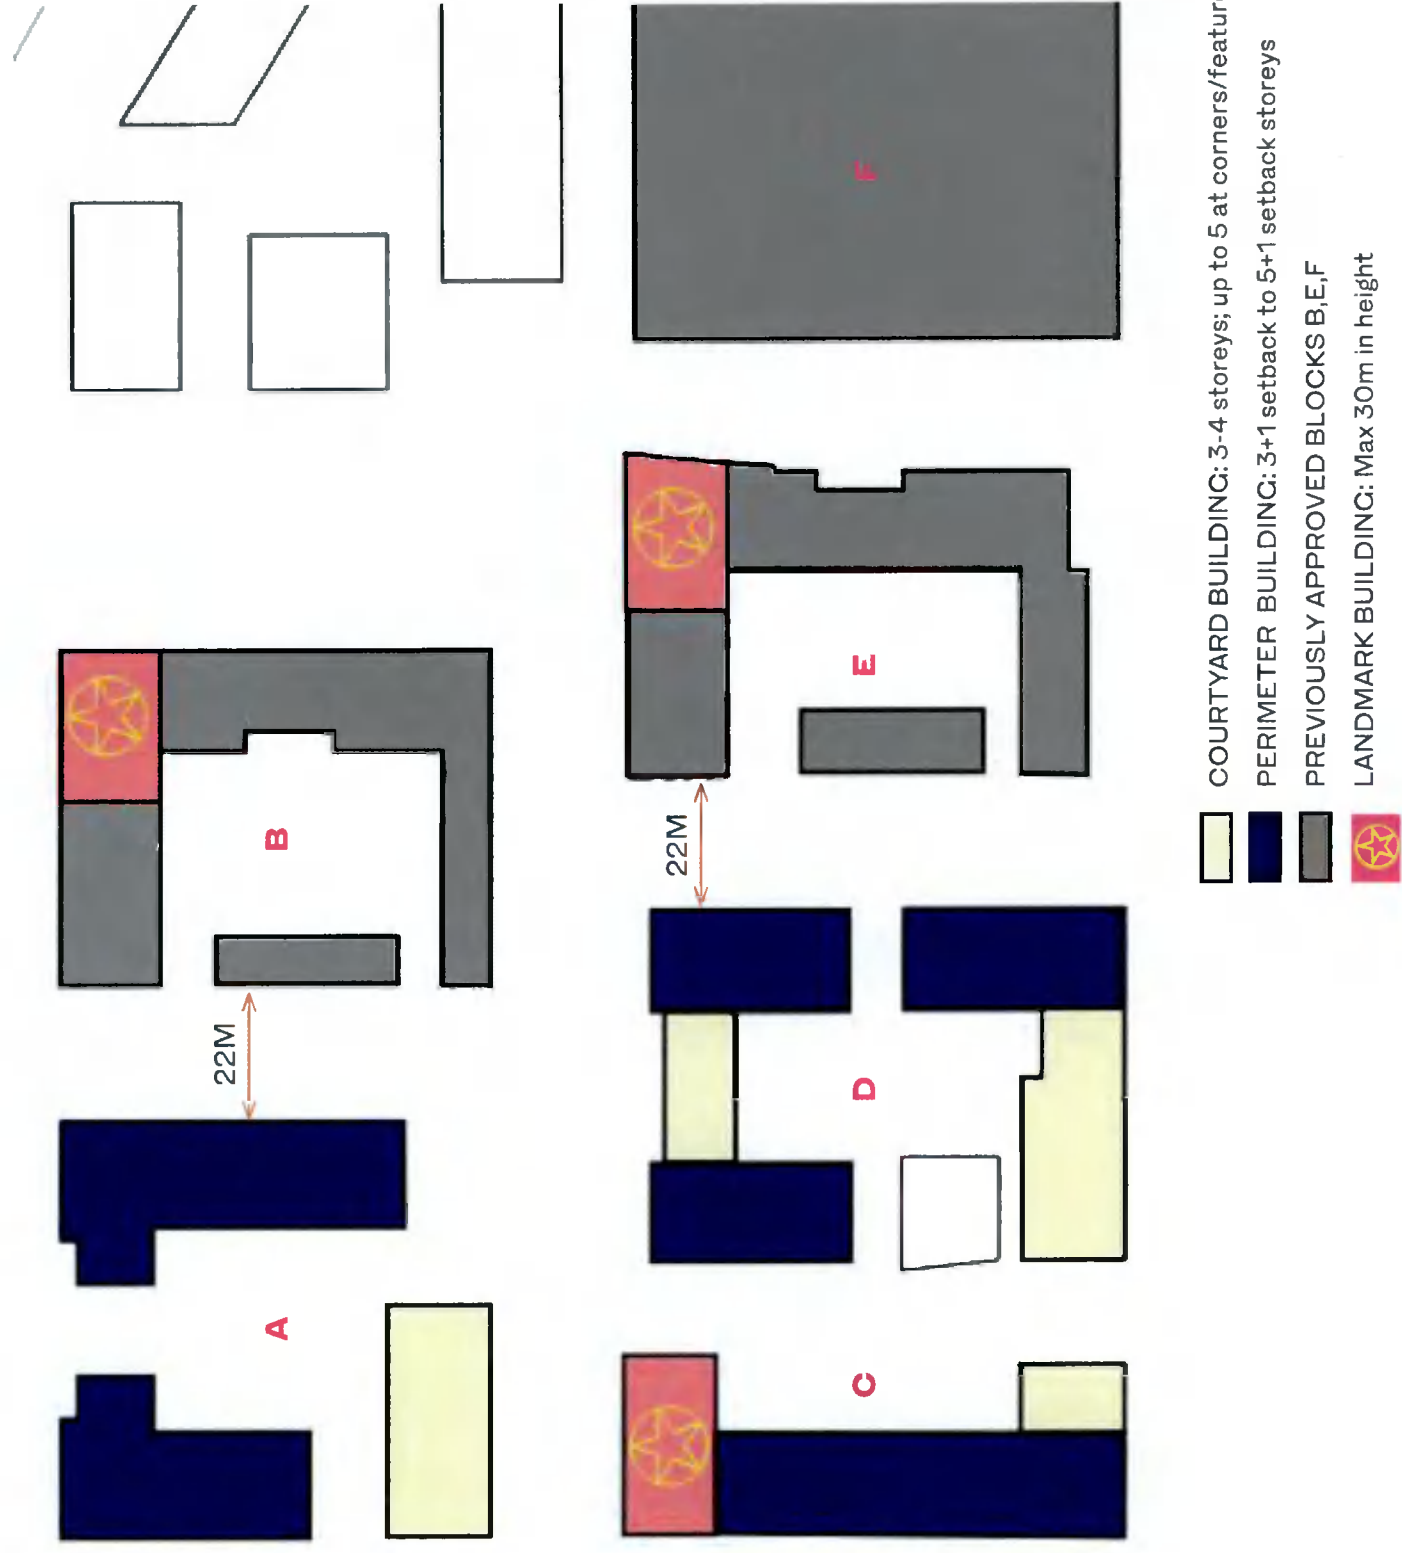 A
22M
B
C
D
22M
E
F
COURTYARD BUILDING: 3-4 storeys; up to 5 at corners/featur
PERIMETER BUILDING: 3+1 setback to 5+1 setback storeys
PREVIOUSLY APPROVED BLOCKS B,E,F
LANDMARK BUILDING: Max 30m in height